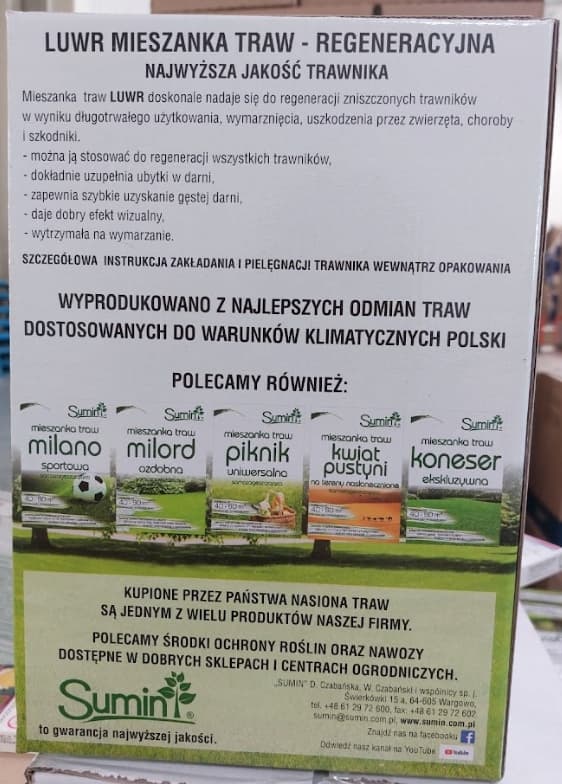 LUWR MIESZANKA TRAW - REGENERACYJNA
NAJWYŻSZA JAKOŚĆ TRAWNIKA
Mieszanka traw LUWR doskonale nadaje się do regeneracji zniszczonych trawników
w wyniku długotrwałego użytkowania, wymarznięcia, uszkodzenia przez zwierzęta, choroby
i szkodniki.
- można ją stosować do regeneracji wszystkich trawników,
- dokładnie uzupełnia ubytki w darni,
- zapewnia szybkie uzyskanie gęstej darni,
- daje dobry efekt wizualny,
- wytrzymała na wymarzanie.
SZCZEGÓŁOWA INSTRUKCJA ZAKŁADANIA I PIELĘGNACJI TRAWNIKA WEWNĄTRZ OPAKOWANIA
WYPRODUKOWANO Z NAJLEPSZYCH ODMIAN TRAW
DOSTOSOWANYCH DO WARUNKÓW KLIMATYCZNYCH POLSKI
POLECAMY RÓWNIEŻ:
Sumin
mieszanka traw
milano
sportowa
Sumin
mieszanka traw
milord
ozdobna
Sumin
mieszanka traw
piknik
uniwersalna
Sumin
mieszanka traw
kwiat
pustyni
na tereny nasłonecznione
Sumin
mieszanka traw
koneser
ekskluzywna
KUPIONE PRZEZ PAŃSTWA NASIONA TRAW
SĄ JEDNYM Z WIELU PRODUKTÓW NASZEJ FIRMY.
POLECAMY ŚRODKI OCHRONY ROŚLIN ORAZ NAWOZY
DOSTĘPNE W DOBRYCH SKLEPACH I CENTRACH OGRODNICZYCH.
Sumin®
to gwarancja najwyższej jakości.
„SUMIN" D. Czabańska, W. Czabański i wspólnicy sp. j.
Świerkówki 15 a, 64-605 Wargowo,
tel. +48 61 29 72 600, fax: +48 61 29 72 602
sumin@sumin.com.pl, www.sumin.com.pl
Znajdź nas na facebooku f
Odwiedź nasz kanał na YouTube YouTube